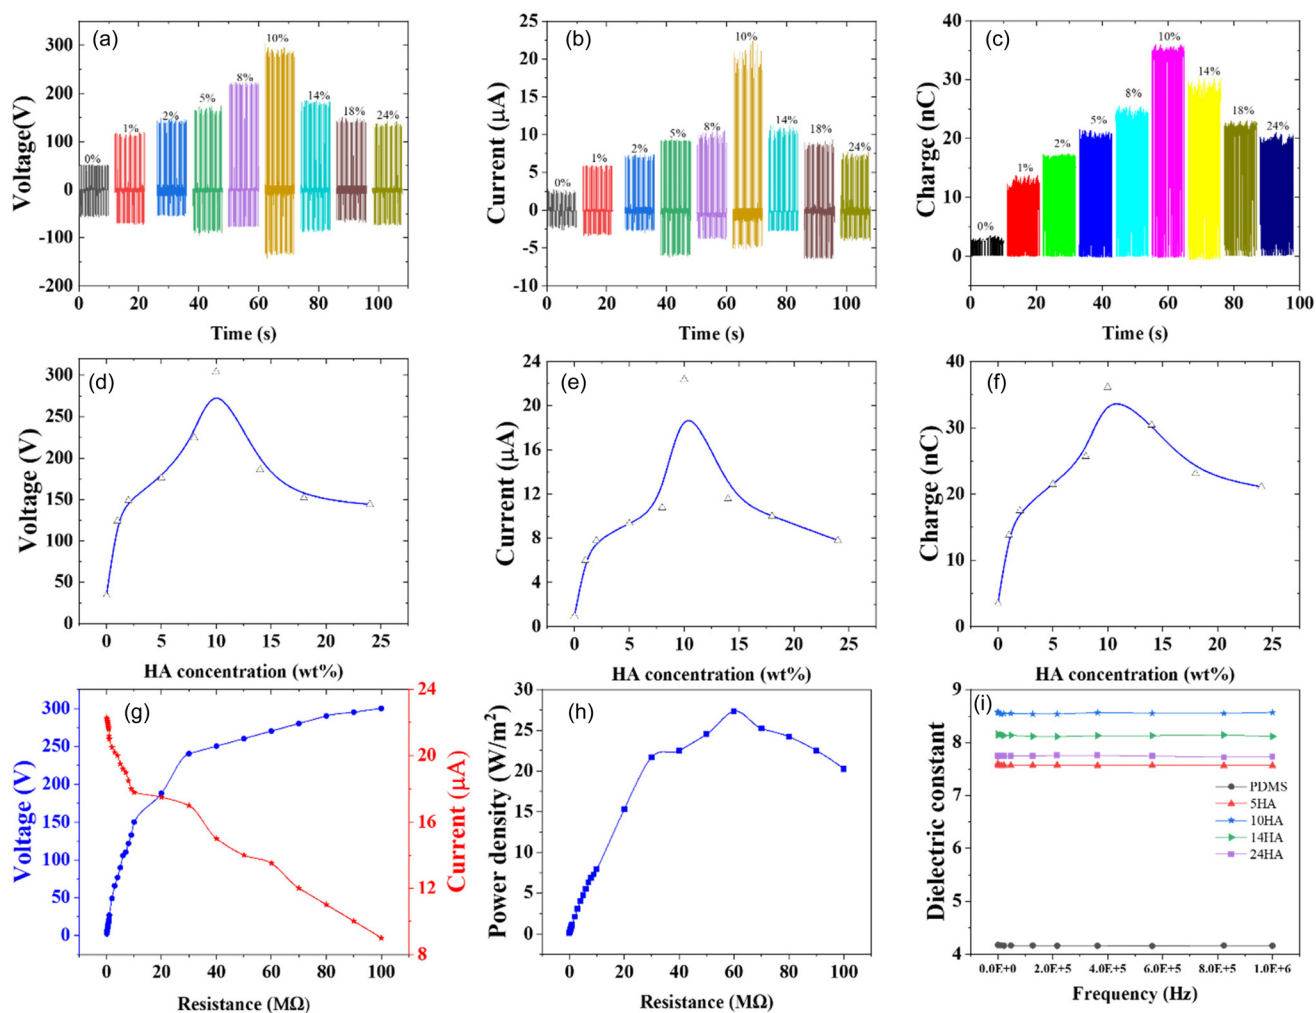 (a)
Voltage(V)
300
200
100
0
-100
-200
0% 1% 2% 5% 8% 10% 14% 18% 24%
0 20 40 60 80 100
Time (s)
(b)
Current (μA)
25
20
15
10
5
0
-5
-10
0% 1% 2% 5% 8% 10% 14% 18% 24%
0 20 40 60 80 100
Time (s)
(c)
Charge (nC)
40
30
20
10
0
0% 1% 2% 5% 8% 10% 14% 18% 24%
0 20 40 60 80 100
Time (s)
(d)
Voltage (V)
300
250
200
150
100
50
0
0 5 10 15 20 25
HA concentration (wt%)
(e)
Current (μA)
24
20
16
12
8
4
0
0 5 10 15 20 25
HA concentration (wt%)
(f)
Charge (nC)
40
30
20
10
0
0 5 10 15 20 25
HA concentration (wt%)
(g)
Voltage (V)
300
250
200
150
100
50
0
24
20
16
12
8
Current (μA)
0 20 40 60 80 100
Resistance (MΩ)
(h)
Power density (W/m²)
30
25
20
15
10
5
0
0 20 40 60 80 100
Resistance (MΩ)
(i)
Dielectric constant
9
8
7
6
5
4
PDMS
5HA
10HA
14HA
24HA
0.0E+0 2.0E+5 4.0E+5 6.0E+5 8.0E+5 1.0E+6
Frequency (Hz)